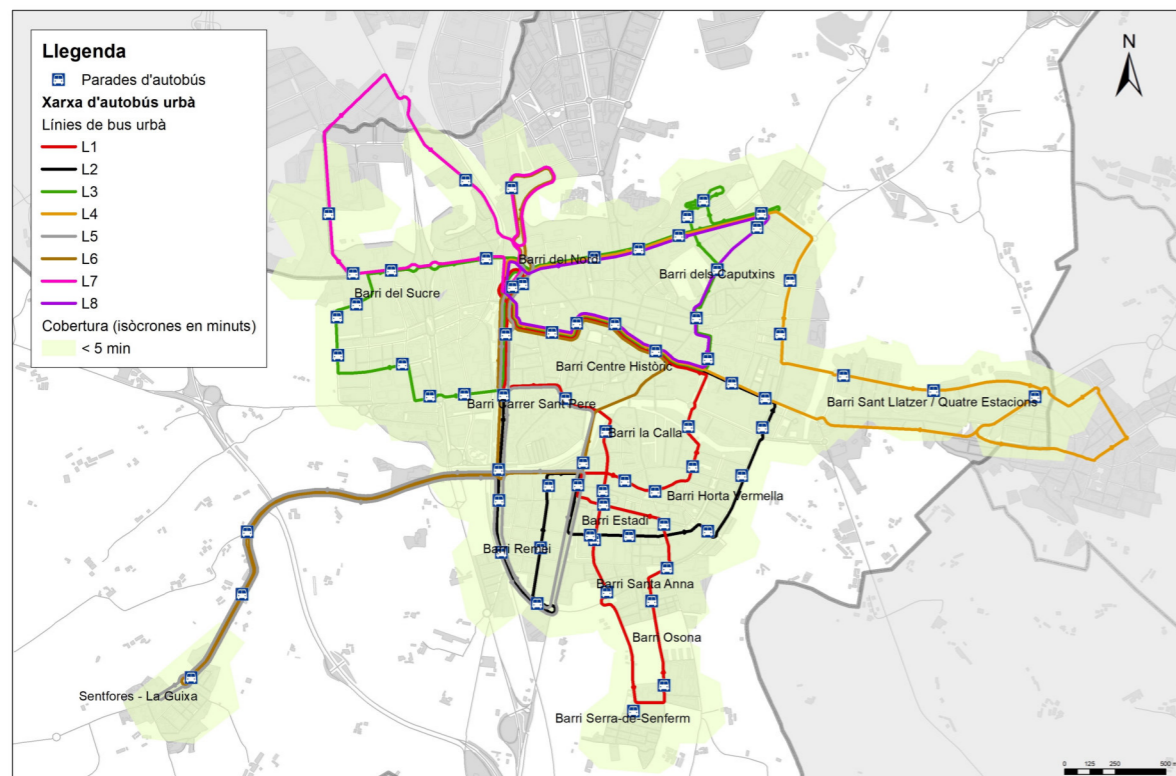 Llegenda
Parades d'autobús
Xarxa d'autobús urbà
Línies de bus urbà
L1
L2
L3
L4
L5
L6
L7
L8
Cobertura (isòcrones en minuts)
< 5 min
N
Barri del Nord
Barri dels Caputxins
Barri del Sucre
Barri Centre Històric
Barri Carrer Sant Pere
Barri Sant Llatzer / Quatre Estacions
Barri la Calla
Barri Horta Vermella
Barri Estadi
Barri Remei
Barri Santa Anna
Barri Osona
Sentfores - La Guixa
Barri Serra-de-Senferm
0 125 250 500